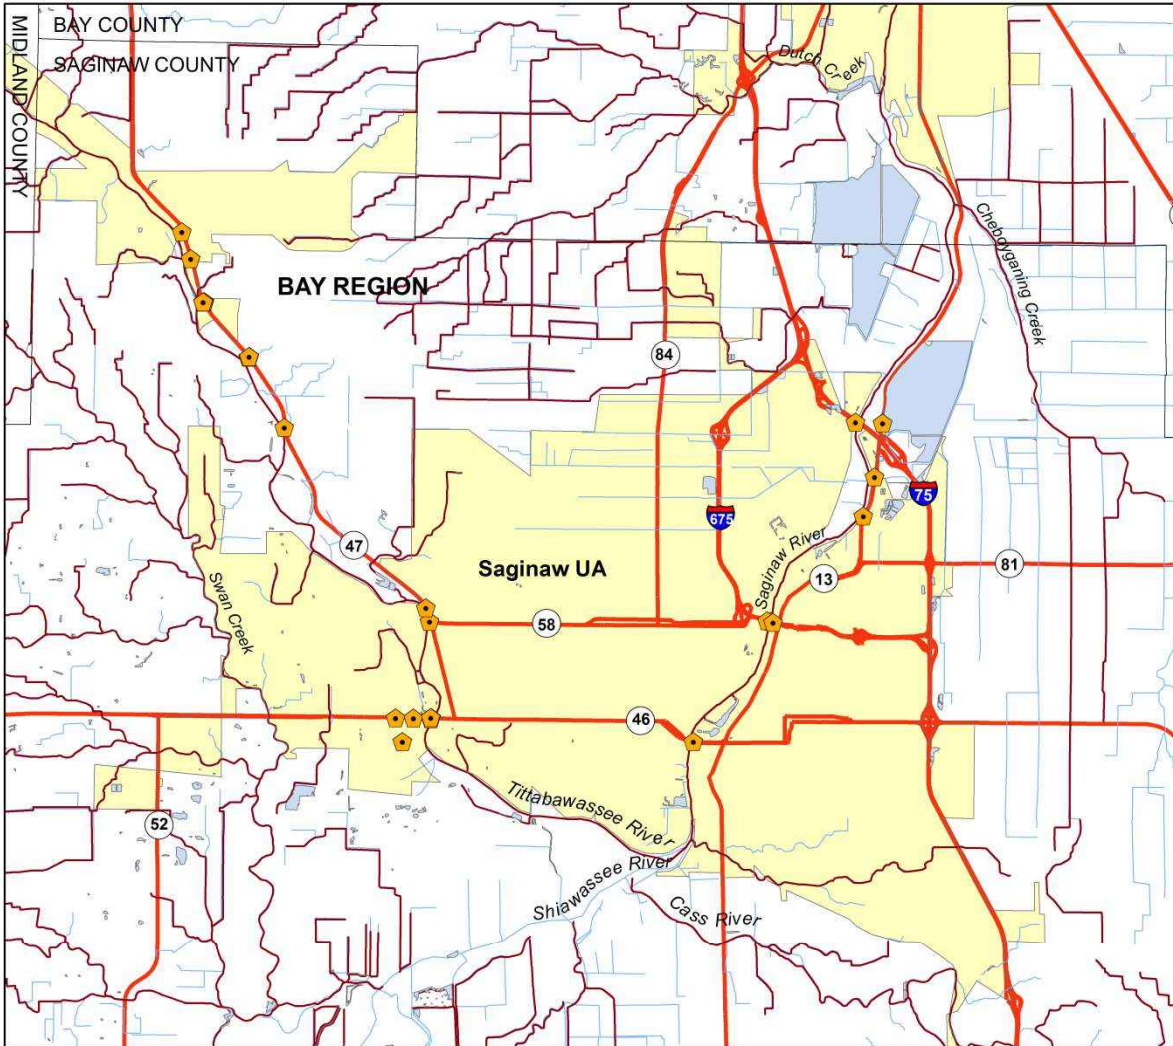 BAY COUNTY
SAGINAW COUNTY
MIDLAND COUNTY
Dutch Creek
Cheboyganing Creek
BAY REGION
84
75
675
47
Saginaw UA
Saginaw River
13
81
Swan Creek
58
46
52
Tittabawassee River
Shiawassee River
Cass River